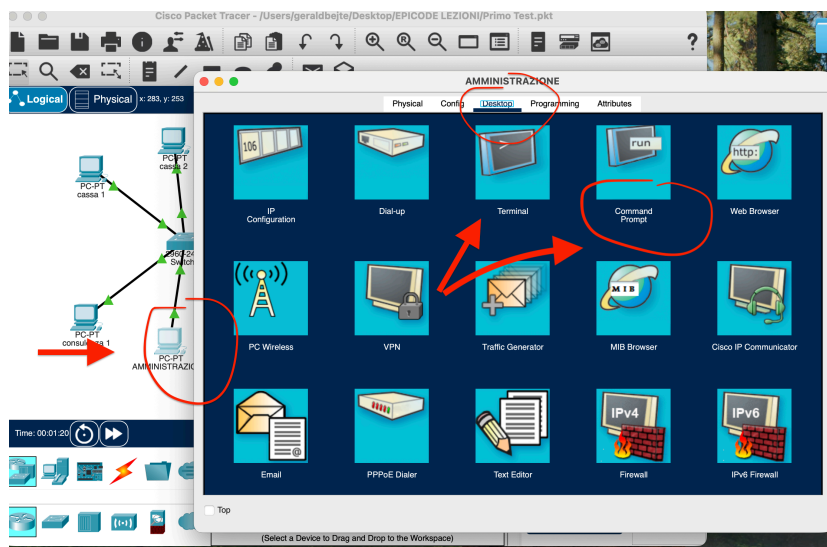 Cisco Packet Tracer - /Users/geraldbejte/Desktop/EPICODE LEZIONI/Primo Test.pkt
?
Logical
Physical
x: 283, y: 253
PC-PT
cassa 2
PC-PT
cassa 1
2960-24
Switch
PC-PT
consulenza 1
PC-PT
AMMINISTRAZIO
Time: 00:01:20
AMMINISTRAZIONE
Physical
Config
Desktop
Programming
Attributes
106
IP
Configuration
Dial-up
Terminal
run
Command
Prompt
http:
Web Browser
PC Wireless
VPN
Traffic Generator
MIB
MIB Browser
Cisco IP Communicator
@
Email
PPPoE Dialer
Text Editor
IPv4
Firewall
IPv6
IPv6 Firewall
Top
(Select a Device to Drag and Drop to the Workspace)